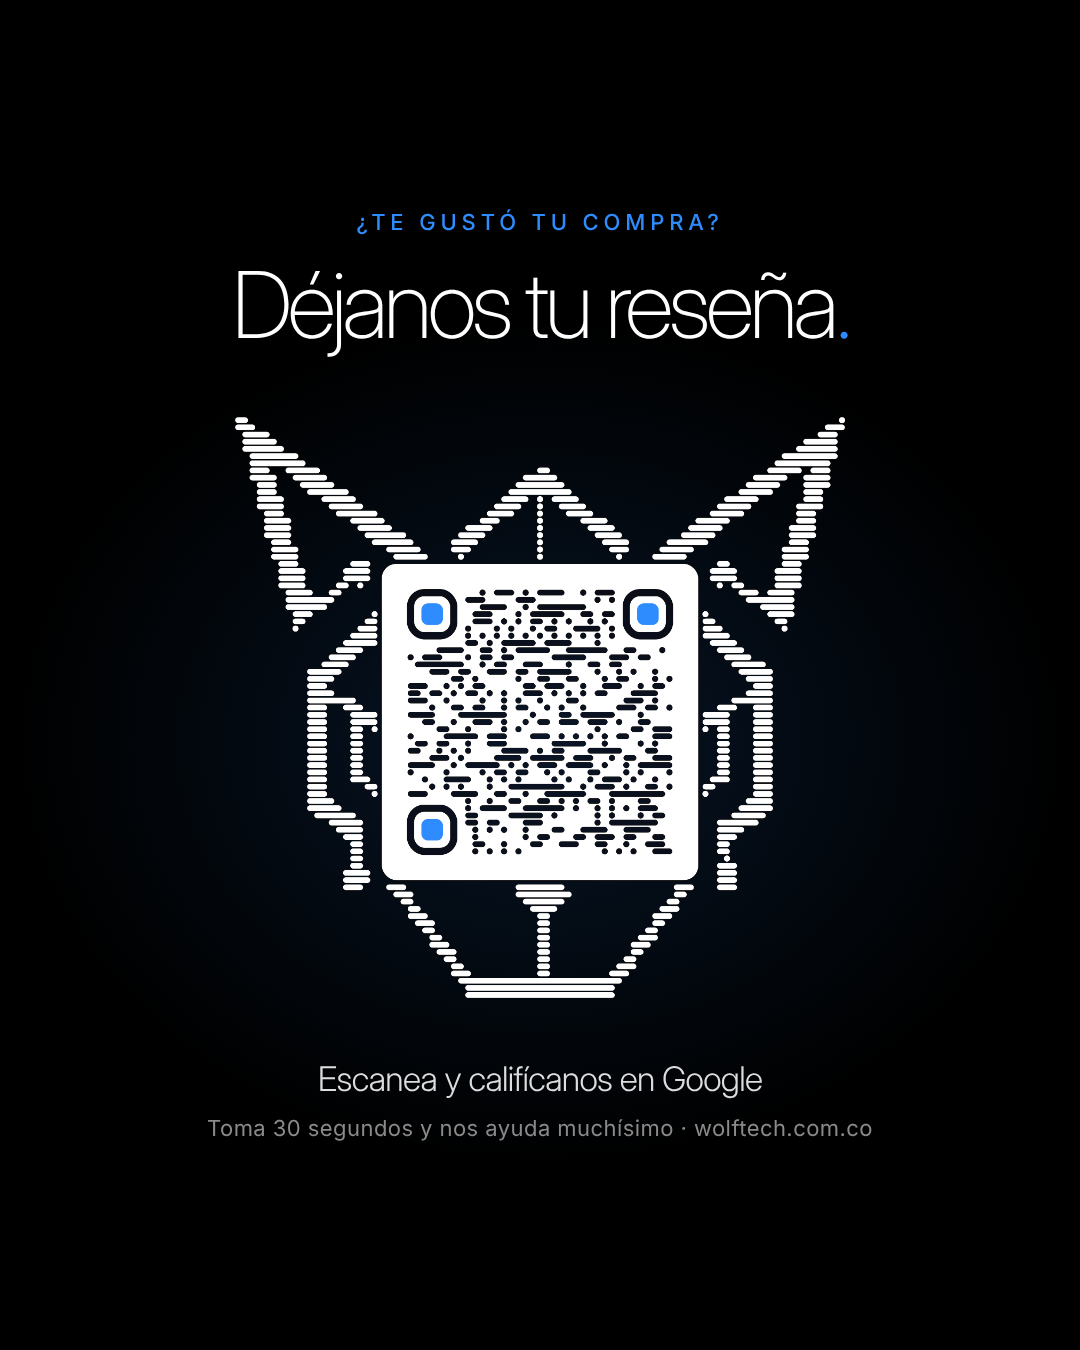 ¿TE GUSTÓ TU COMPRA?
Déjanos tu reseña.
Escanea y califícanos en Google
Toma 30 segundos y nos ayuda muchísimo · wolftech.com.co